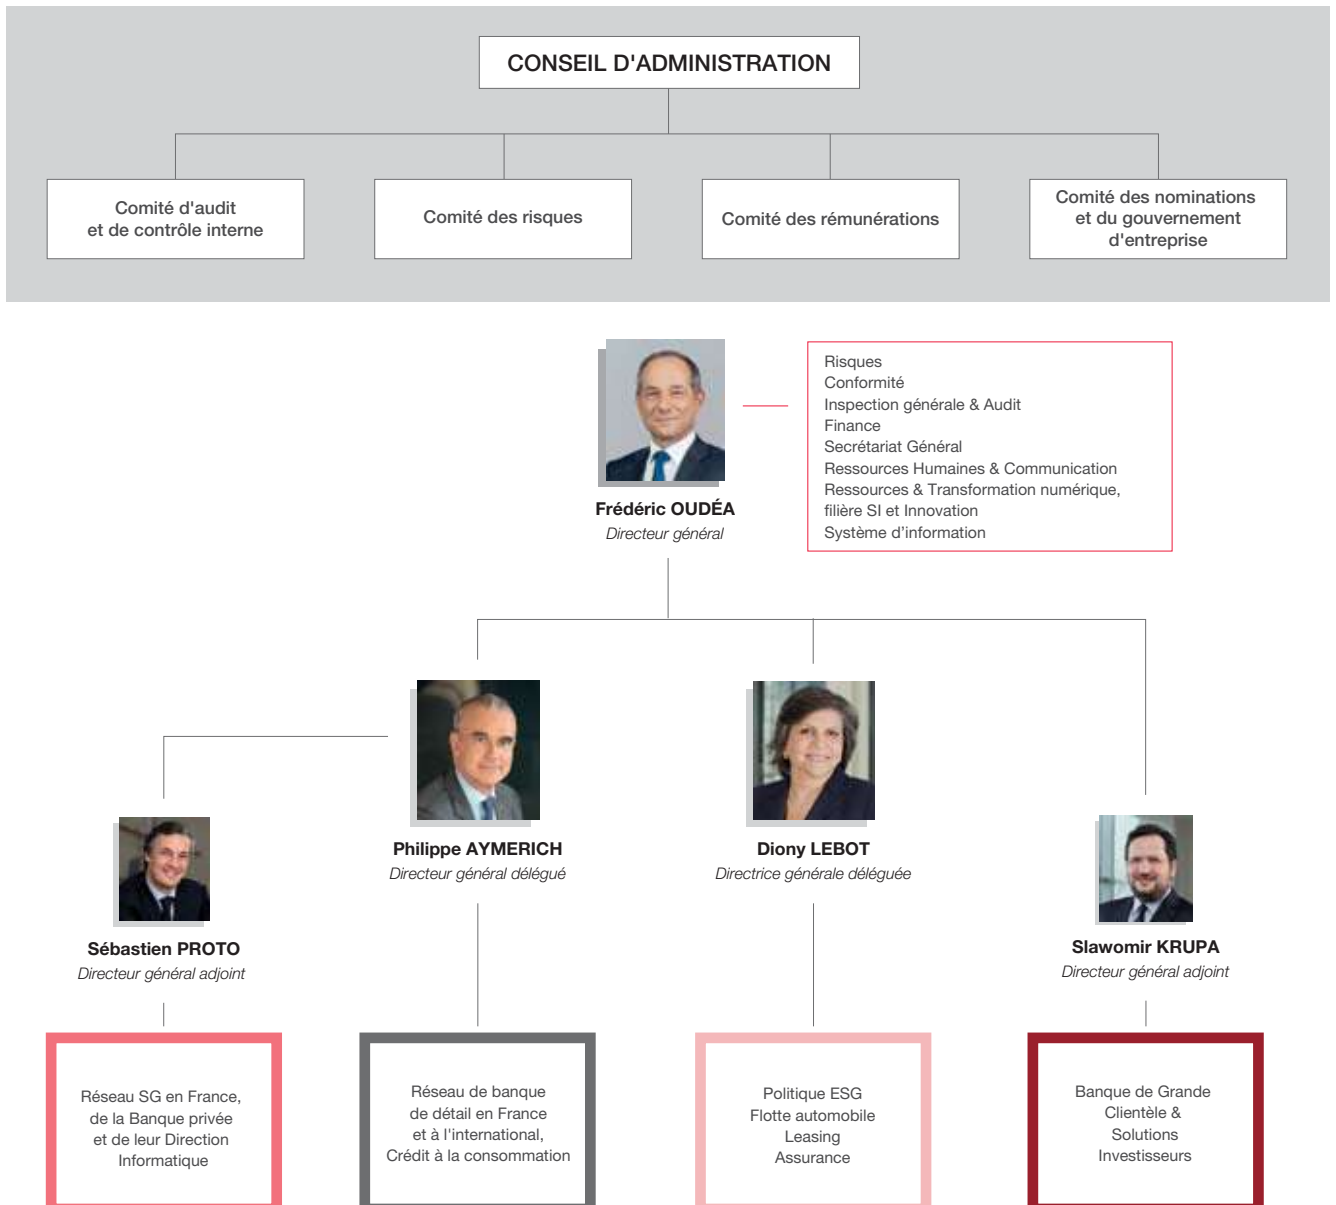 CONSEIL D'ADMINISTRATION
Comité d'audit
et de contrôle interne
Comité des risques
Comité des rémunérations
Comité des nominations
et du gouvernement
d'entreprise
Frédéric OUDÉA
Directeur général
Risques
Conformité
Inspection générale & Audit
Finance
Secrétariat Général
Ressources Humaines & Communication
Ressources & Transformation numérique,
filière SI et Innovation
Système d’information
Philippe AYMERICH
Directeur général délégué
Diony LEBOT
Directrice générale déléguée
Sébastien PROTO
Directeur général adjoint
Slawomir KRUPA
Directeur général adjoint
Réseau SG en France,
de la Banque privée
et de leur Direction
Informatique
Réseau de banque
de détail en France
et à l'international,
Crédit à la consommation
Politique ESG
Flotte automobile
Leasing
Assurance
Banque de Grande
Clientèle &
Solutions
Investisseurs